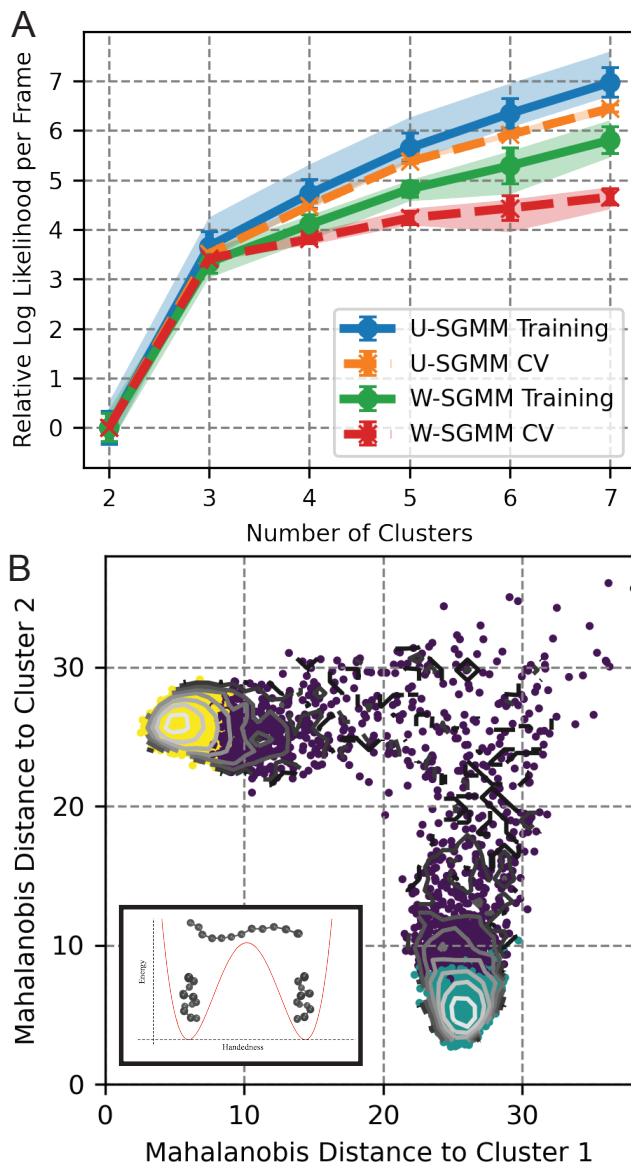 A
Relative Log Likelihood per Frame
7
6
5
4
3
2
1
0
U-SGMM Training
U-SGMM CV
W-SGMM Training
W-SGMM CV
2 3 4 5 6 7
Number of Clusters
B
Mahalanobis Distance to Cluster 2
30
20
10
0
Energy
Handedness
0 10 20 30
Mahalanobis Distance to Cluster 1